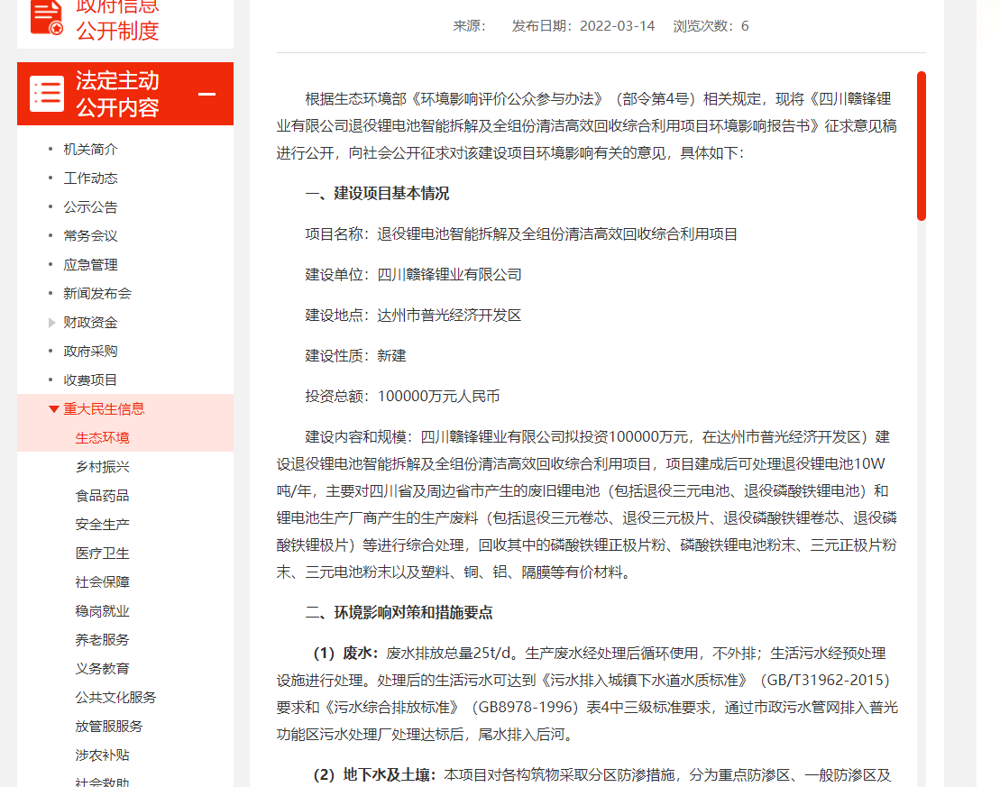 政府信息
公开制度
法定主动
公开内容
机关简介
工作动态
公示公告
常务会议
应急管理
新闻发布会
财政资金
政府采购
收费项目
重大民生信息
生态环境
乡村振兴
食品药品
安全生产
医疗卫生
社会保障
稳岗就业
养老服务
义务教育
公共文化服务
放管服服务
涉农补贴
社会救助
来源： 发布日期：2022-03-14 浏览次数：6
根据生态环境部《环境影响评价公众参与办法》（部令第4号）相关规定，现将《四川赣锋锂
业有限公司退役锂电池智能拆解及全组份清洁高效回收综合利用项目环境影响报告书》征求意见稿
进行公开，向社会公开征求对该建设项目环境影响有关的意见，具体如下：
一、建设项目基本情况
项目名称：退役锂电池智能拆解及全组份清洁高效回收综合利用项目
建设单位：四川赣锋锂业有限公司
建设地点：达州市普光经济开发区
建设性质：新建
投资总额：100000万元人民币
建设内容和规模：四川赣锋锂业有限公司拟投资100000万元，在达州市普光经济开发区）建
设退役锂电池智能拆解及全组份清洁高效回收综合利用项目，项目建成后可处理退役锂电池10W
吨/年，主要对四川省及周边省市产生的废旧锂电池（包括退役三元电池、退役磷酸铁锂电池）和
锂电池生产厂商产生的生产废料（包括退役三元卷芯、退役三元极片、退役磷酸铁锂卷芯、退役磷
酸铁锂极片）等进行综合处理，回收其中的磷酸铁锂正极片粉、磷酸铁锂电池粉末、三元正极片粉
末、三元电池粉末以及塑料、铜、铝、隔膜等有价材料。
二、环境影响对策和措施要点
（1）废水：废水排放总量25t/d。生产废水经处理后循环使用，不外排；生活污水经预处理
设施进行处理。处理后的生活污水可达到《污水排入城镇下水道水质标准》（GB/T31962-2015）
要求和《污水综合排放标准》（GB8978-1996）表4中三级标准要求，通过市政污水管网排入普光
功能区污水处理厂处理达标后，尾水排入后河。
（2）地下水及土壤：本项目对各构筑物采取分区防渗措施，分为重点防渗区、一般防渗区及